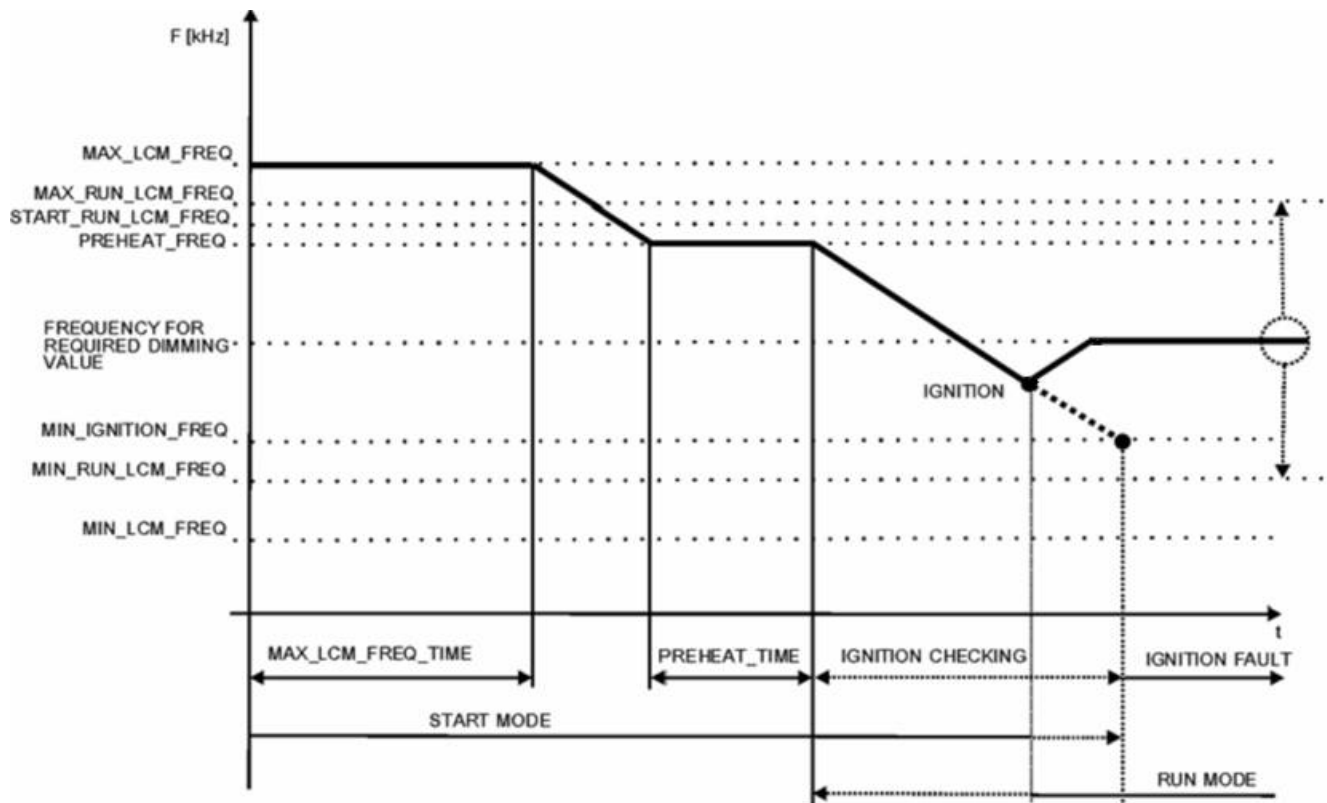 F [kHz]
MAX_LCM_FREQ
MAX_RUN_LCM_FREQ
START_RUN_LCM_FREQ
PREHEAT_FREQ
FREQUENCY FOR
REQUIRED DIMMING
VALUE
IGNITION
MIN_IGNITION_FREQ
MIN_RUN_LCM_FREQ
MIN_LCM_FREQ
t
MAX_LCM_FREQ_TIME
PREHEAT_TIME
IGNITION CHECKING
IGNITION FAULT
START MODE
RUN MODE